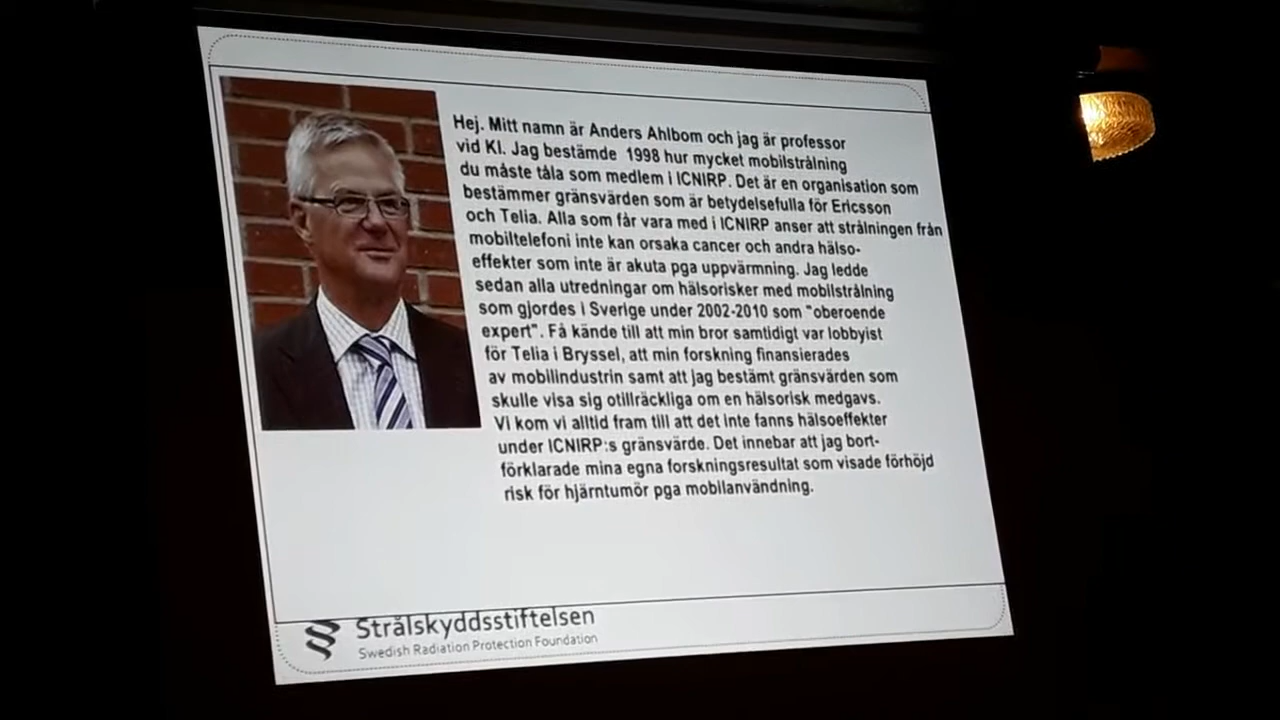 Hej. Mitt namn är Anders Ahlbom och jag är professor
vid KI. Jag bestämde 1998 hur mycket mobilstrålning
du måste tåla som medlem i ICNIRP. Det är en organisation som
bestämmer gränsvärden som är betydelsefulla för Ericsson
och Telia. Alla som får vara med i ICNIRP anser att strålningen från
mobiltelefoni inte kan orsaka cancer och andra hälso-
effekter som inte är akuta pga uppvärmning. Jag ledde
sedan alla utredningar om hälsorisker med mobilstrålning
som gjordes i Sverige under 2002-2010 som "oberoende
expert". Få kände till att min bror samtidigt var lobbyist
för Telia i Bryssel, att min forskning finansierades
av mobilindustrin samt att jag bestämt gränsvärden som
skulle visa sig otillräckliga om en hälsorisk medgavs.
Vi kom vi alltid fram till att det inte fanns hälsoeffekter
under ICNIRP:s gränsvärde. Det innebar att jag bort-
förklarade mina egna forskningsresultat som visade förhöjd
risk för hjärntumör pga mobilanvändning.
Strålskyddsstiftelsen
Swedish Radiation Protection Foundation